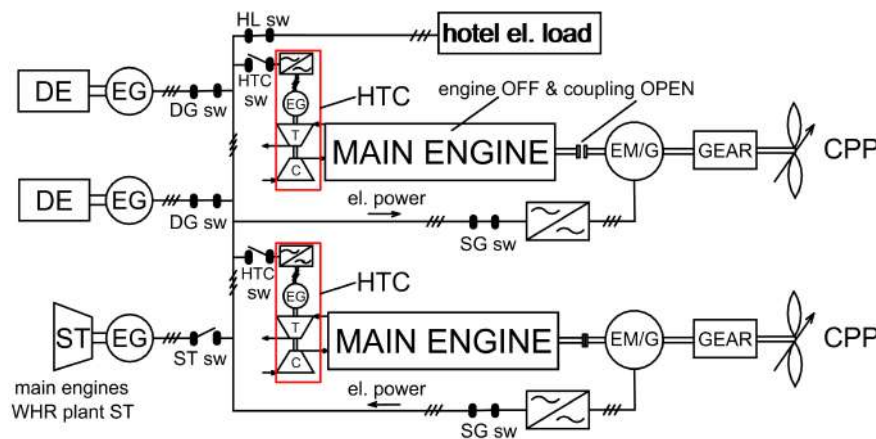 HL sw
hotel el. load
HTC
sw
DE
EG
DG sw
EG
HTC
T
C
engine OFF & coupling OPEN
MAIN ENGINE
EM/G
GEAR
CPP
DE
EG
DG sw
el. power
SG sw
HTC
sw
EG
HTC
T
C
MAIN ENGINE
EM/G
GEAR
CPP
ST
EG
ST sw
main engines
WHR plant ST
el. power
SG sw